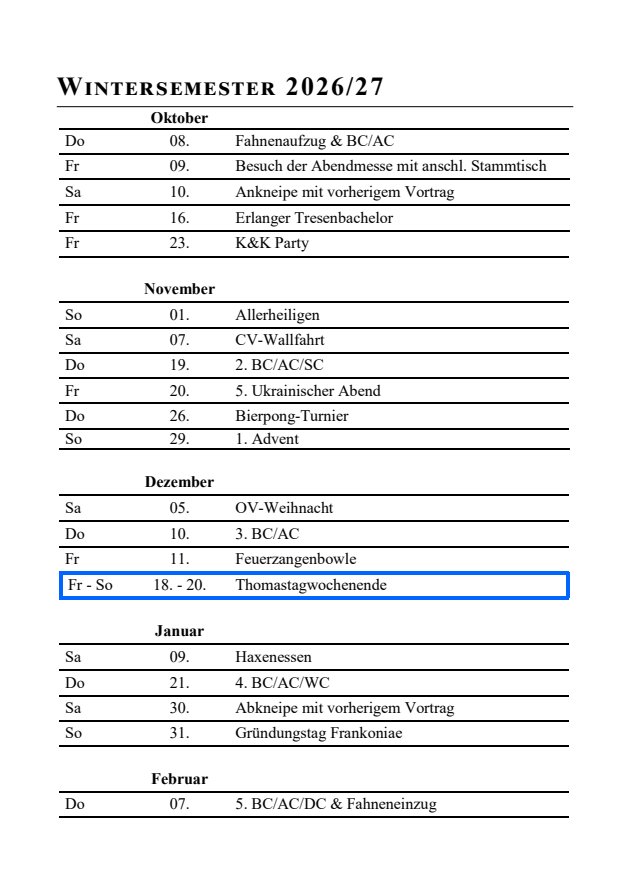 WINTERSEMESTER 2026/27
Oktober
Do 08. Fahnenaufzug & BC/AC
Fr 09. Besuch der Abendmesse mit anschl. Stammtisch
Sa 10. Ankneipe mit vorherigem Vortrag
Fr 16. Erlanger Tresenbachelor
Fr 23. K&K Party
November
So 01. Allerheiligen
Sa 07. CV-Wallfahrt
Do 19. 2. BC/AC/SC
Fr 20. 5. Ukrainischer Abend
Do 26. Bierpong-Turnier
So 29. 1. Advent
Dezember
Sa 05. OV-Weihnacht
Do 10. 3. BC/AC
Fr 11. Feuerzangenbowle
Fr - So 18. - 20. Thomastagwochenende
Januar
Sa 09. Haxenessen
Do 21. 4. BC/AC/WC
Sa 30. Abkneipe mit vorherigem Vortrag
So 31. Gründungstag Frankoniae
Februar
Do 07. 5. BC/AC/DC & Fahneneinzug